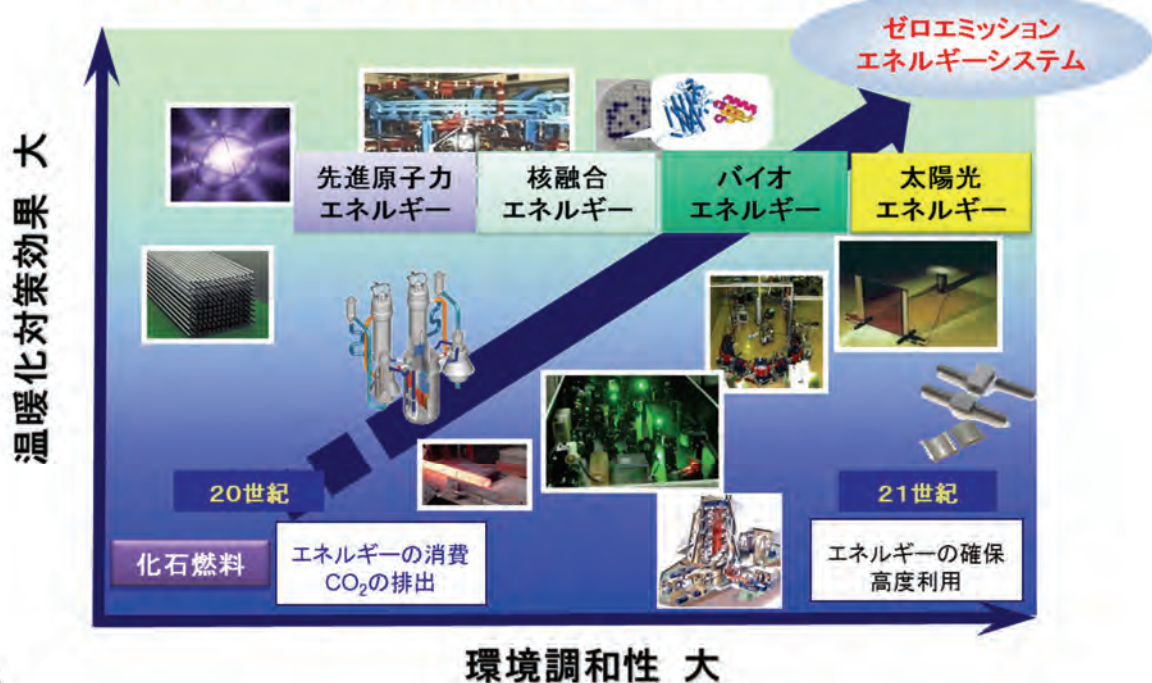 ゼロエミッション
エネルギーシステム
温暖化対策効果 大
先進原子力
エネルギー
核融合
エネルギー
バイオ
エネルギー
太陽光
エネルギー
20世紀
21世紀
化石燃料
エネルギーの消費
CO₂の排出
エネルギーの確保
高度利用
環境調和性 大